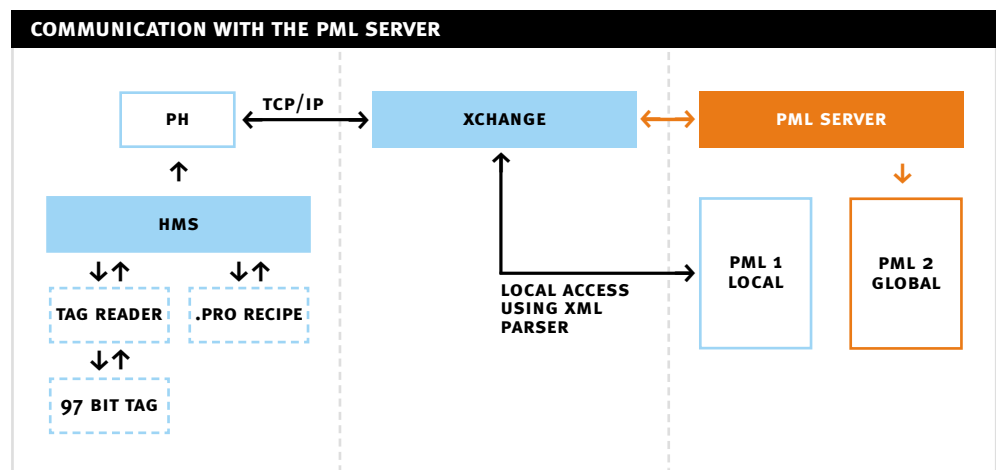 COMMUNICATION WITH THE PML SERVER
PH
TCP/IP
XCHANGE
PML SERVER
HMS
TAG READER
.PRO RECIPE
97 BIT TAG
LOCAL ACCESS
USING XML
PARSER
PML 1
LOCAL
PML 2
GLOBAL